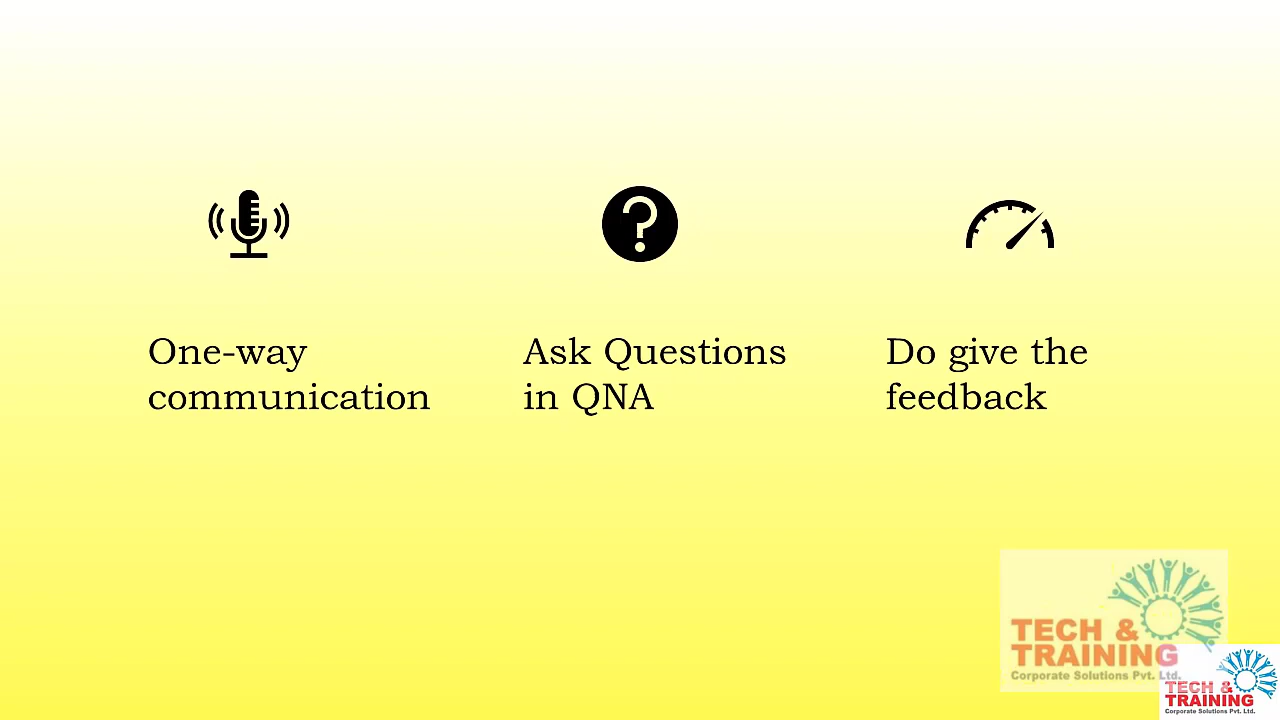 One-way
communication
Ask Questions
in QNA
Do give the
feedback
TECH &
TRAINING
Corporate Solutions Pvt. Ltd.
TECH &
TRAINING
Corporate Solutions Pvt. Ltd.